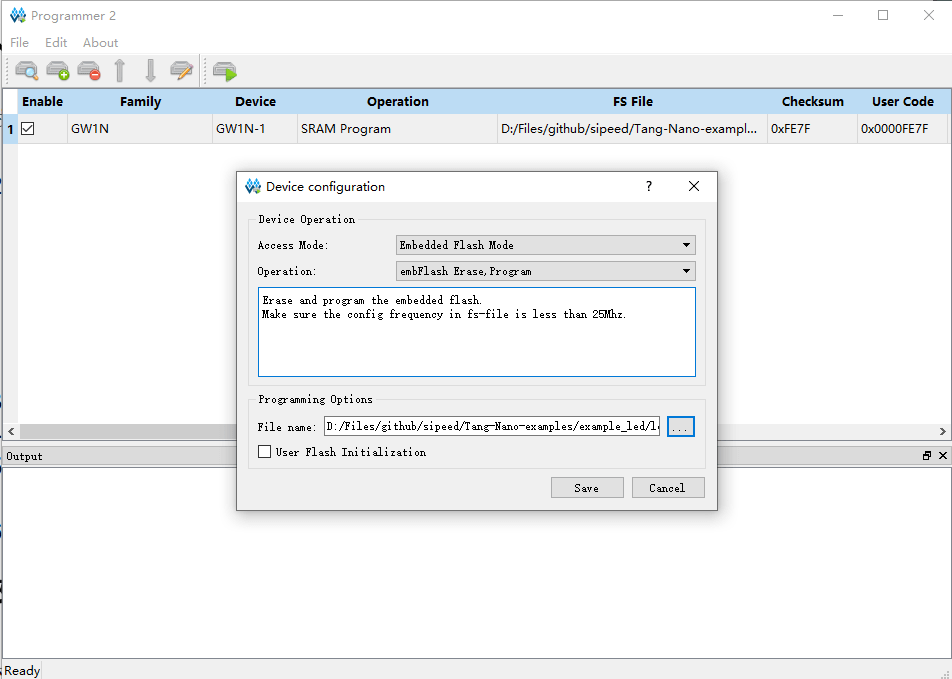 Programmer 2
File Edit About
Enable Family Device Operation FS File Checksum User Code
1 GW1N GW1N-1 SRAM Program D:/Files/github/sipeed/Tang-Nano-exampl... 0xFE7F 0x0000FE7F
Device configuration ?
Device Operation
Access Mode: Embedded Flash Mode
Operation: embFlash Erase,Program
Erase and program the embedded flash.
Make sure the config frequency in fs-file is less than 25Mhz.
Programming Options
File name: D:/Files/github/sipeed/Tang-Nano-examples/example_led/l ...
User Flash Initialization
Save Cancel
Output
Ready